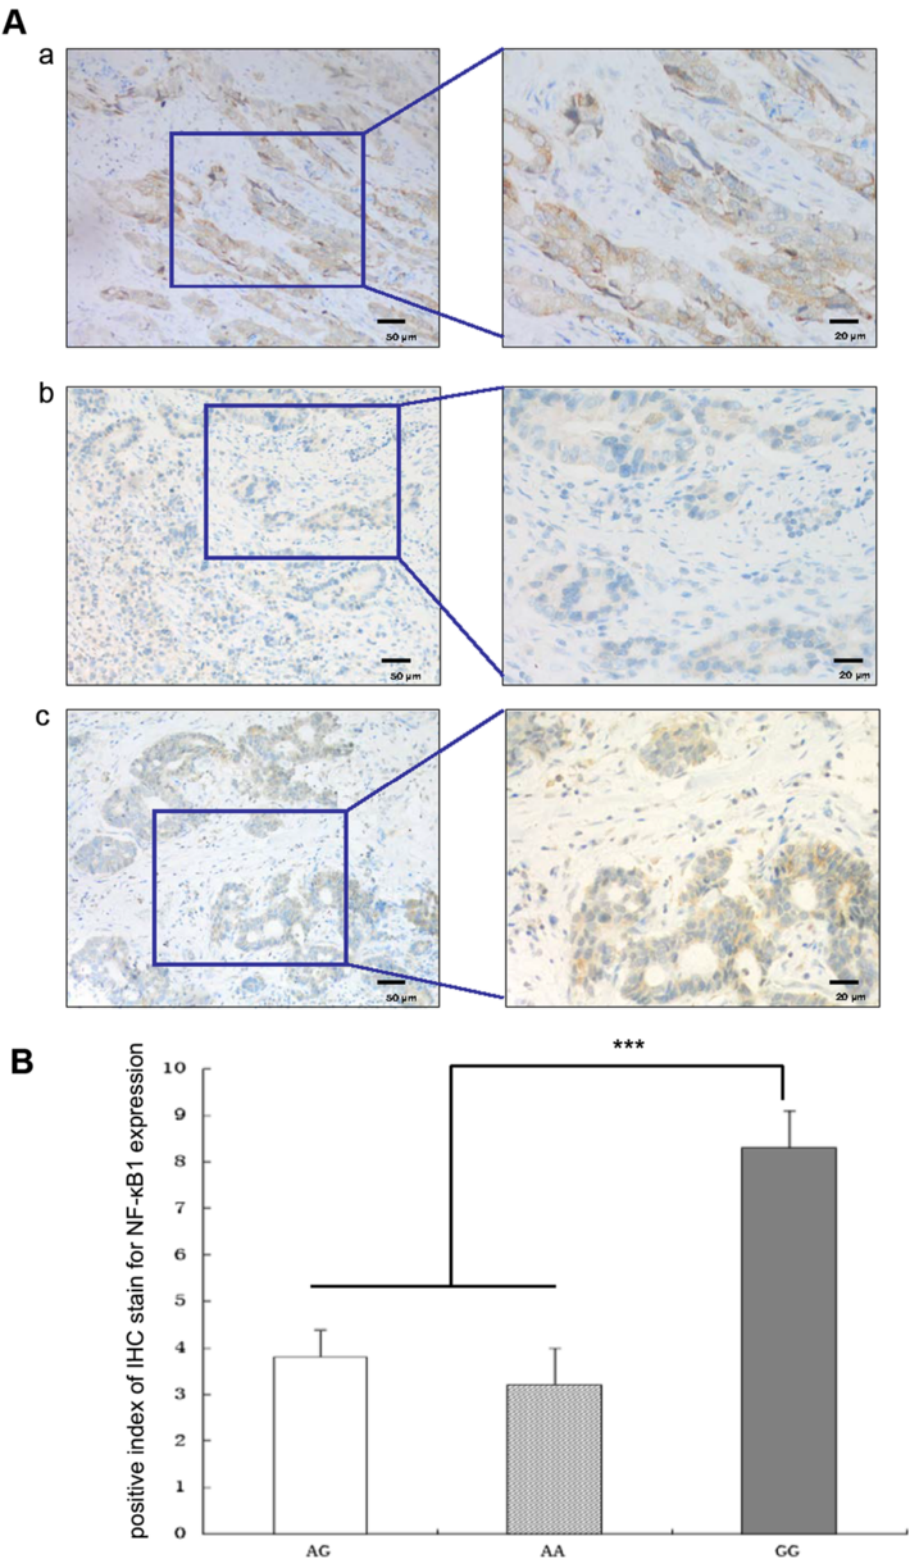 A
a
50 µm
20 µm
b
50 µm
20 µm
c
50 µm
20 µm
B
positive index of IHC stain for NF-κB1 expression
***
10
9
8
7
6
5
4
3
2
1
0
AG AA GG